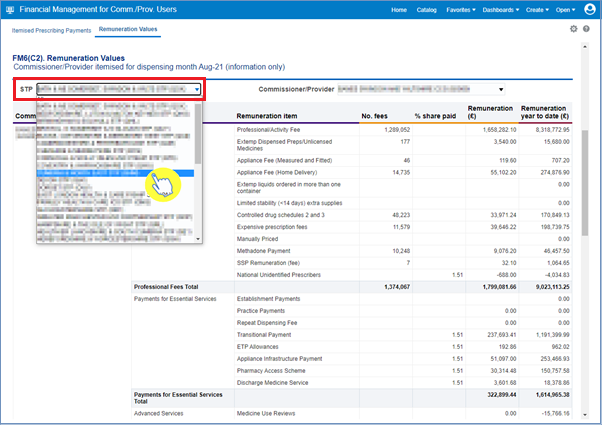 Financial Management for Comm./Prov. Users
Home Catalog Favorites Dashboards Create Open
Itemised Prescribing Payments Remuneration Values
FM6(C2). Remuneration Values
Commissioner/Provider itemised for dispensing month Aug-21 (information only)
STP Commissioner/Provider
Comm Remuneration item No. fees % share paid Remuneration (£) Remuneration year to date (£)
Professional/Activity Fee 1,289,052 1,658,282.10 8,318,772.95
Extemp Dispensed Preps/Unlicensed Medicines 177 3,540.00 15,680.00
Appliance Fee (Measured and Fitted) 46 119.60 707.20
Appliance Fee (Home Delivery) 14,735 55,102.20 274,876.90
Extemp liquids ordered in more than one container 0.00
Limited stability (<14 days) extra supplies 0.00
Controlled drug schedules 2 and 3 48,223 33,971.24 170,849.13
Expensive prescription fees 11,579 39,646.22 198,739.75
Manually Priced 0.00
Methadone Payment 10,248 9,076.20 46,457.50
SSP Remuneration (fee) 7 32.10 1,064.65
National Unidentified Prescribers 1.51 -688.00 -4,034.83
Professional Fees Total 1,374,067 1,799,081.66 9,023,113.25
Payments for Essential Services Establishment Payments 0.00
Practice Payments 0.00 0.00
Repeat Dispensing Fee 0.00
Transitional Payment 1.51 237,693.41 1,191,399.99
ETP Allowances 1.51 192.86 962.02
Appliance Infrastructure Payment 1.51 51,097.00 253,466.93
Pharmacy Access Scheme 1.51 30,314.48 150,757.58
Discharge Medicine Service 1.51 3,601.68 18,378.86
Payments for Essential Services Total 322,899.44 1,614,965.38
Advanced Services Medicine Use Reviews 0.00 -15,766.16